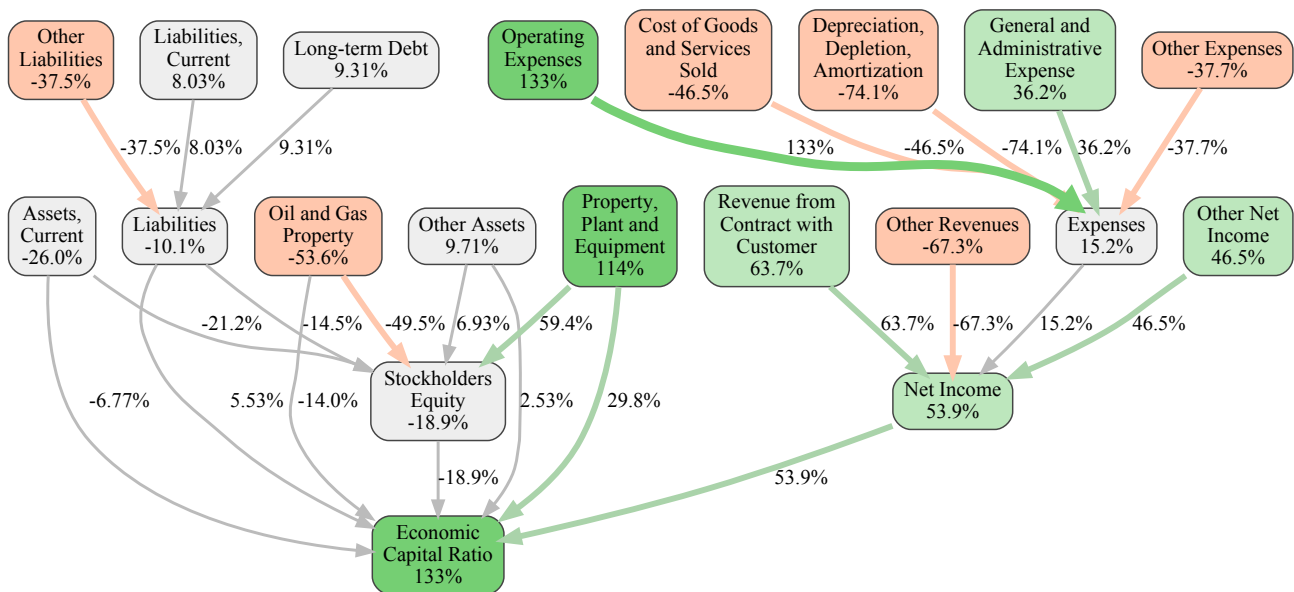 Other
Liabilities
-37.5%
Liabilities,
Current
8.03%
Long-term Debt
9.31%
Operating
Expenses
133%
Cost of Goods
and Services
Sold
-46.5%
Depreciation,
Depletion,
Amortization
-74.1%
General and
Administrative
Expense
36.2%
Other Expenses
-37.7%
-37.5%
8.03%
9.31%
133%
-46.5%
-74.1%
36.2%
-37.7%
Assets,
Current
-26.0%
Liabilities
-10.1%
Oil and Gas
Property
-53.6%
Other Assets
9.71%
Property,
Plant and
Equipment
114%
Revenue from
Contract with
Customer
63.7%
Other Revenues
-67.3%
Expenses
15.2%
Other Net
Income
46.5%
-21.2%
-14.5%
-49.5%
6.93%
59.4%
63.7%
-67.3%
15.2%
46.5%
Stockholders
Equity
-18.9%
Net Income
53.9%
-6.77%
5.53%
-14.0%
2.53%
29.8%
-18.9%
53.9%
Economic
Capital Ratio
133%